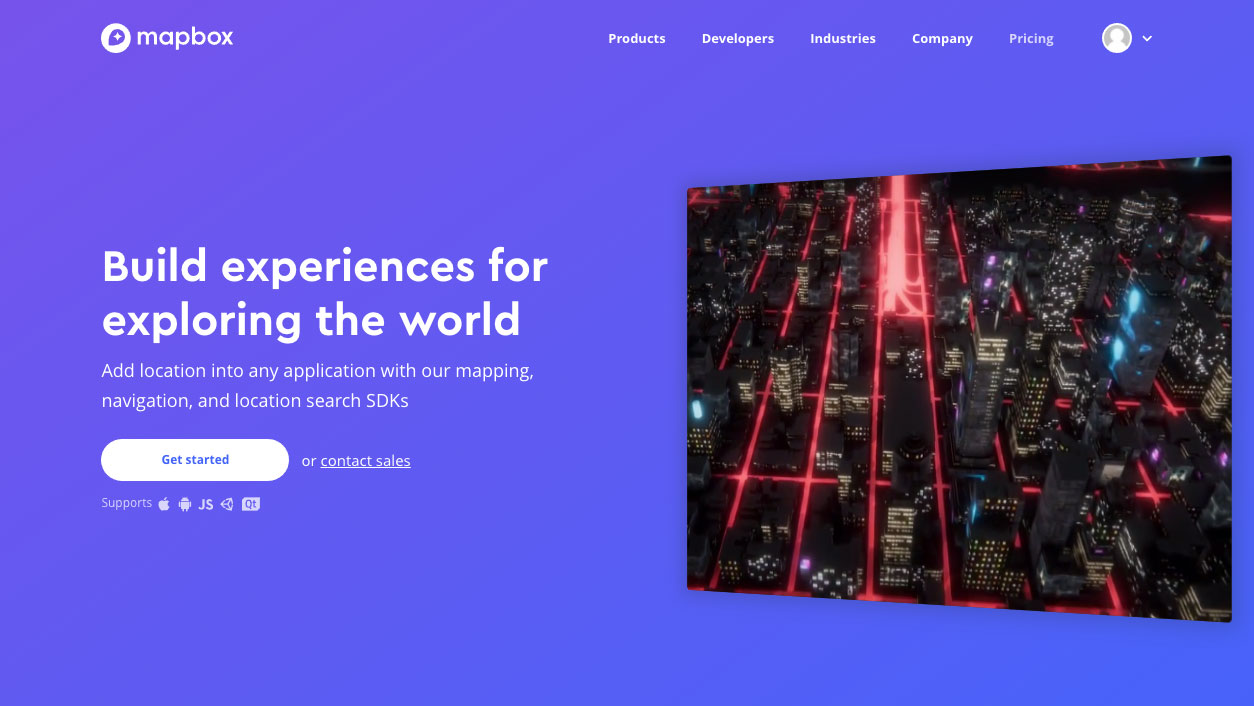 mapbox
Products
Developers
Industries
Company
Pricing
Build experiences for
exploring the world
Add location into any application with our mapping,
navigation, and location search SDKs
Get started
or contact sales
Supports JS Qt